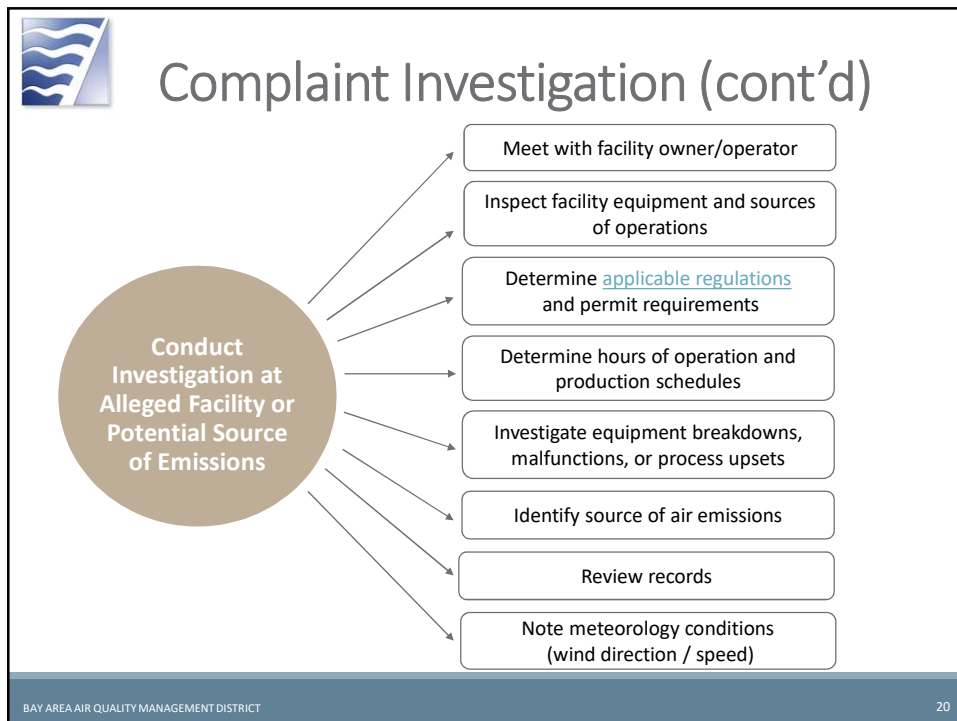 Complaint Investigation (cont’d)
Conduct
Investigation at
Alleged Facility or
Potential Source
of Emissions
Meet with facility owner/operator
Inspect facility equipment and sources
of operations
Determine applicable regulations
and permit requirements
Determine hours of operation and
production schedules
Investigate equipment breakdowns,
malfunctions, or process upsets
Identify source of air emissions
Review records
Note meteorology conditions
(wind direction / speed)
BAY AREA AIR QUALITY MANAGEMENT DISTRICT
20